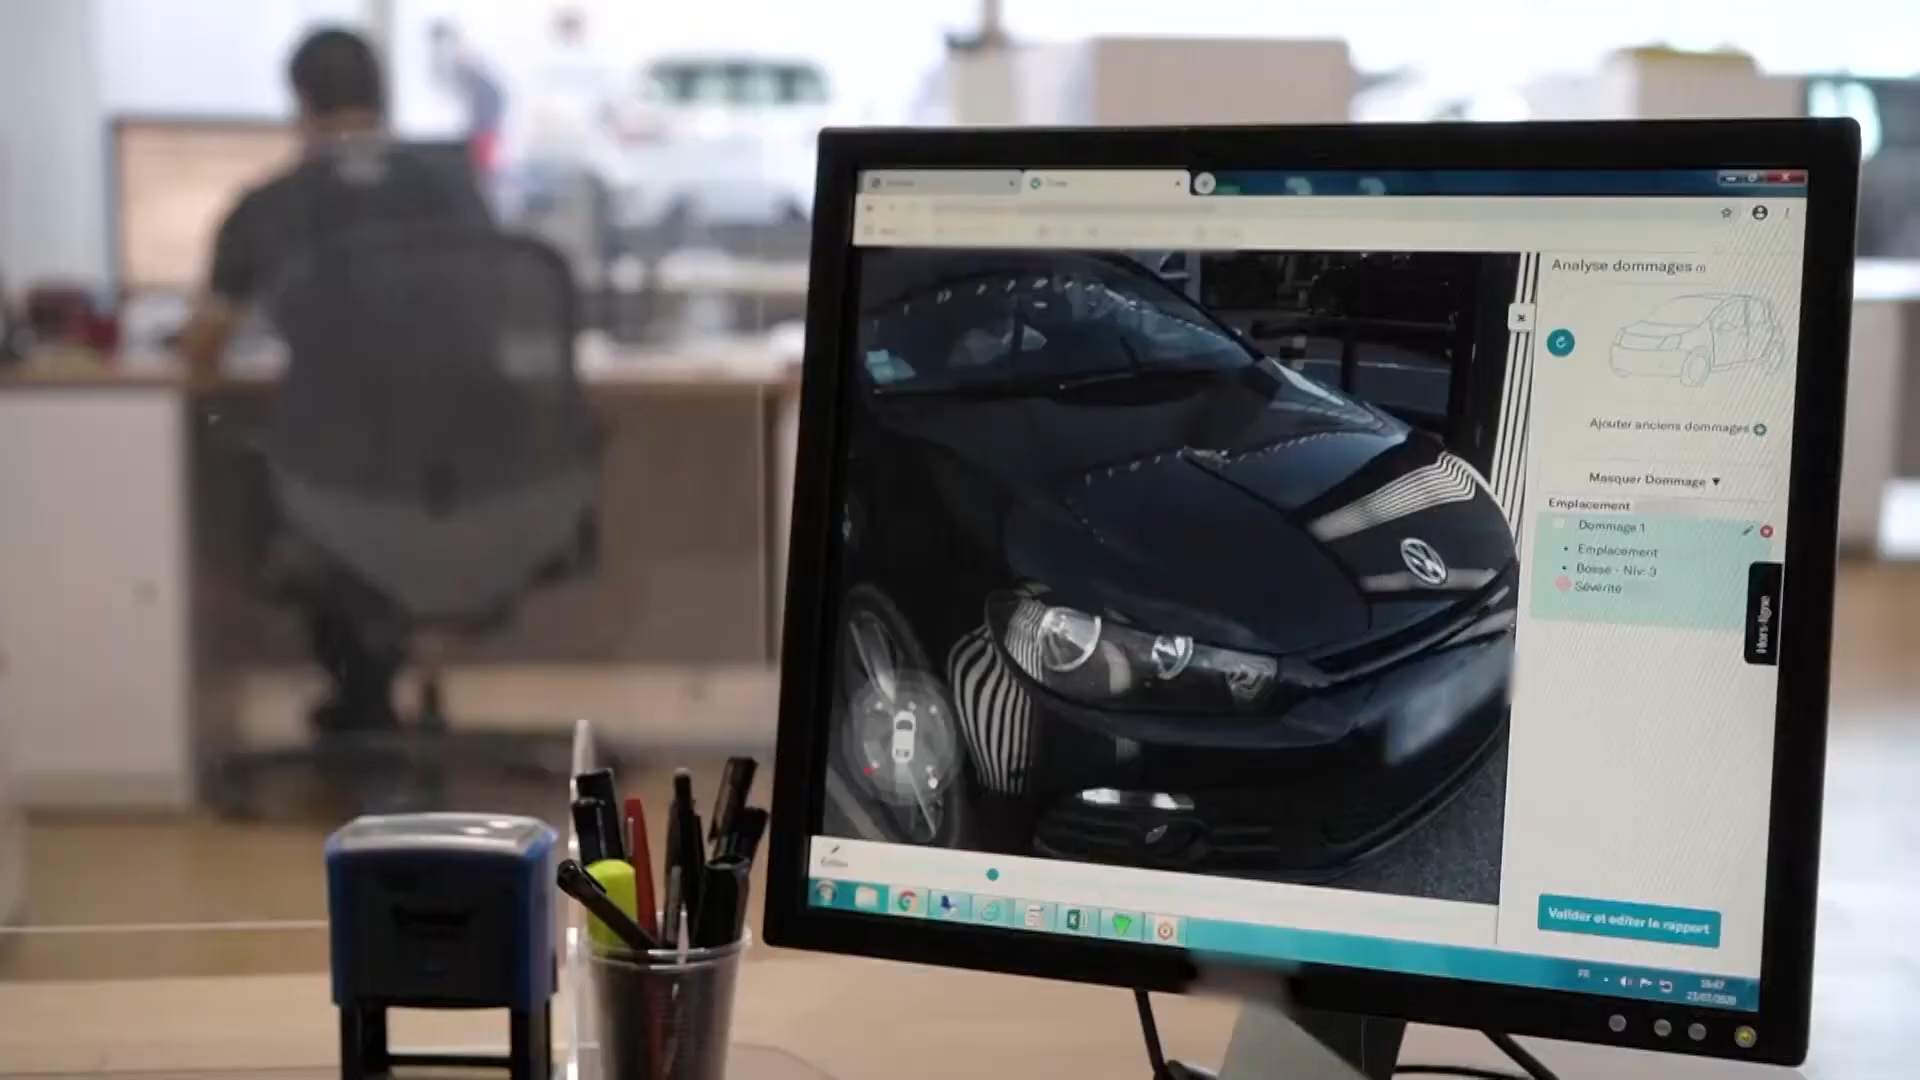 Analyse dommages (1)
Ajouter anciens dommages
Masquer Dommage ▼
Emplacement
Dommage 1
• Emplacement
• Bosse - Niv. 3
Sévérité
Hors-ligne
Valider et éditer le rapport
FR